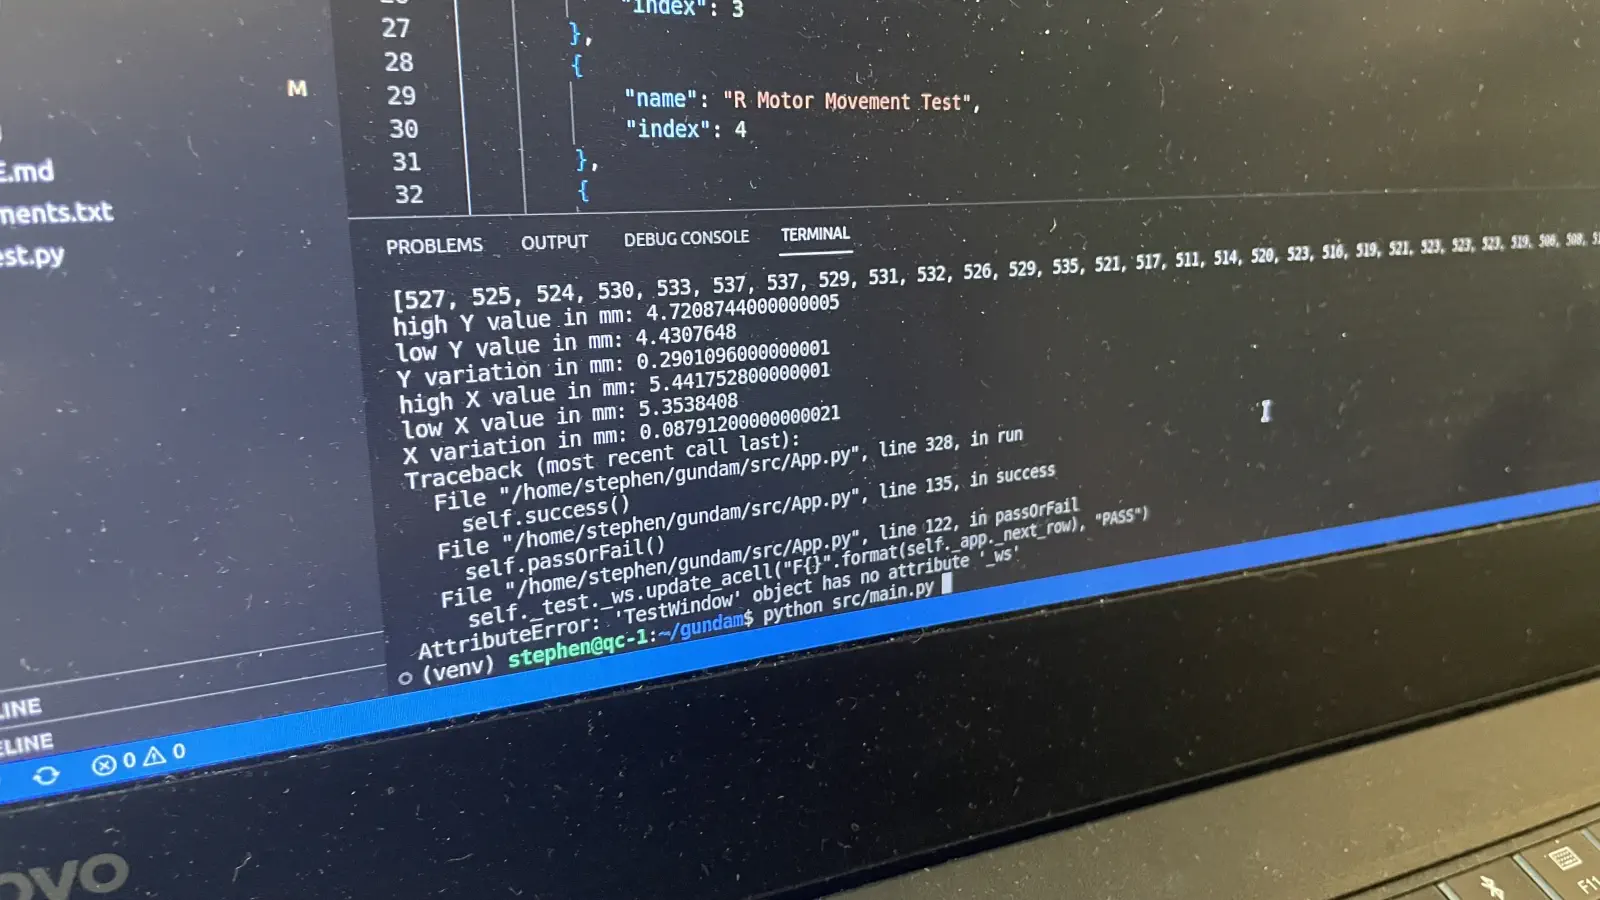 "index": 3
27
},
28
{
M
29
"name": "R Motor Movement Test",
30
"index": 4
31
},
32
{
E.md
ments.txt
est.py
PROBLEMS OUTPUT DEBUG CONSOLE TERMINAL
[527, 525, 524, 530, 533, 537, 537, 529, 531, 532, 526, 529, 535, 521, 517, 511, 514, 520, 523, 516, 519, 521, 523, 523, 523, 519, 506, 508,
high Y value in mm: 4.7208744000000005
low Y value in mm: 4.4307648
Y variation in mm: 0.2901096000000001
high X value in mm: 5.441752800000001
low X value in mm: 5.3538408
X variation in mm: 0.08791200000000021
Traceback (most recent call last):
File "/home/stephen/gundam/src/App.py", line 328, in run
self.success()
File "/home/stephen/gundam/src/App.py", line 135, in success
self.passOrFail()
File "/home/stephen/gundam/src/App.py", line 122, in passOrFail
self._test._ws.update_acell("F{}".format(self._app._next_row), "PASS")
AttributeError: 'TestWindow' object has no attribute '_ws'
(venv) stephen@qc-1:~/gundam$ python src/main.py
LINE
ELINE
0 0
ovo
F11